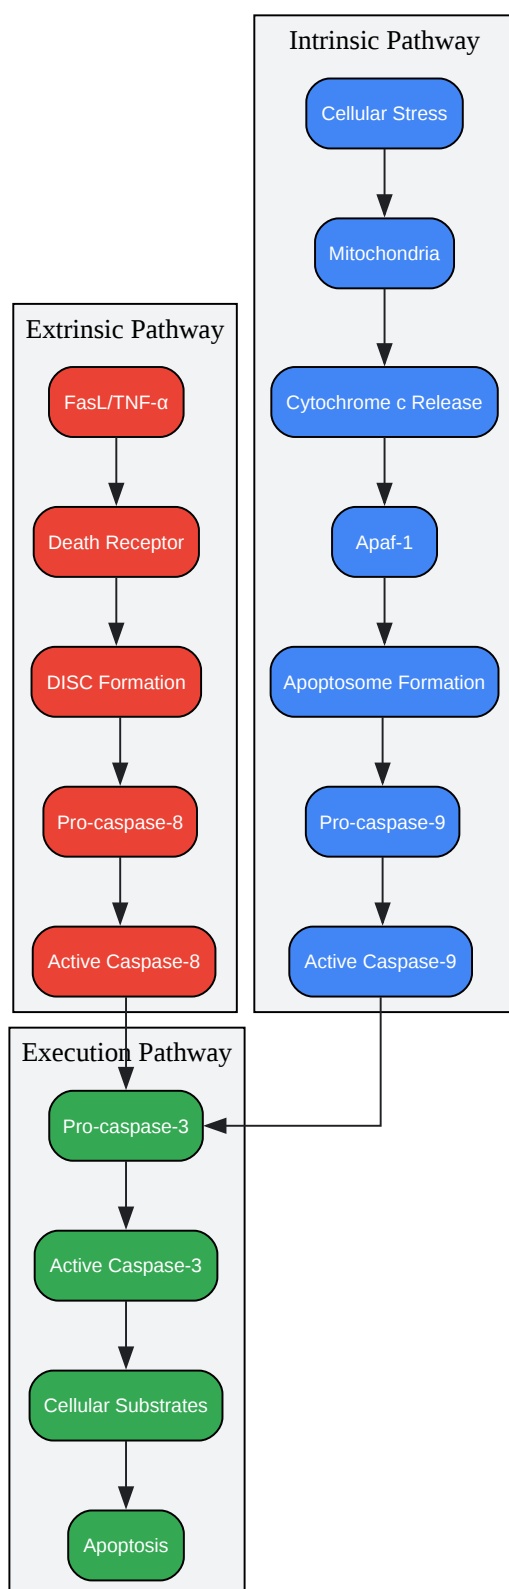 Intrinsic Pathway
Cellular Stress
Mitochondria
Cytochrome c Release
Apaf-1
Apoptosome Formation
Pro-caspase-9
Active Caspase-9
Extrinsic Pathway
FasL/TNF-α
Death Receptor
DISC Formation
Pro-caspase-8
Active Caspase-8
Execution Pathway
Pro-caspase-3
Active Caspase-3
Cellular Substrates
Apoptosis